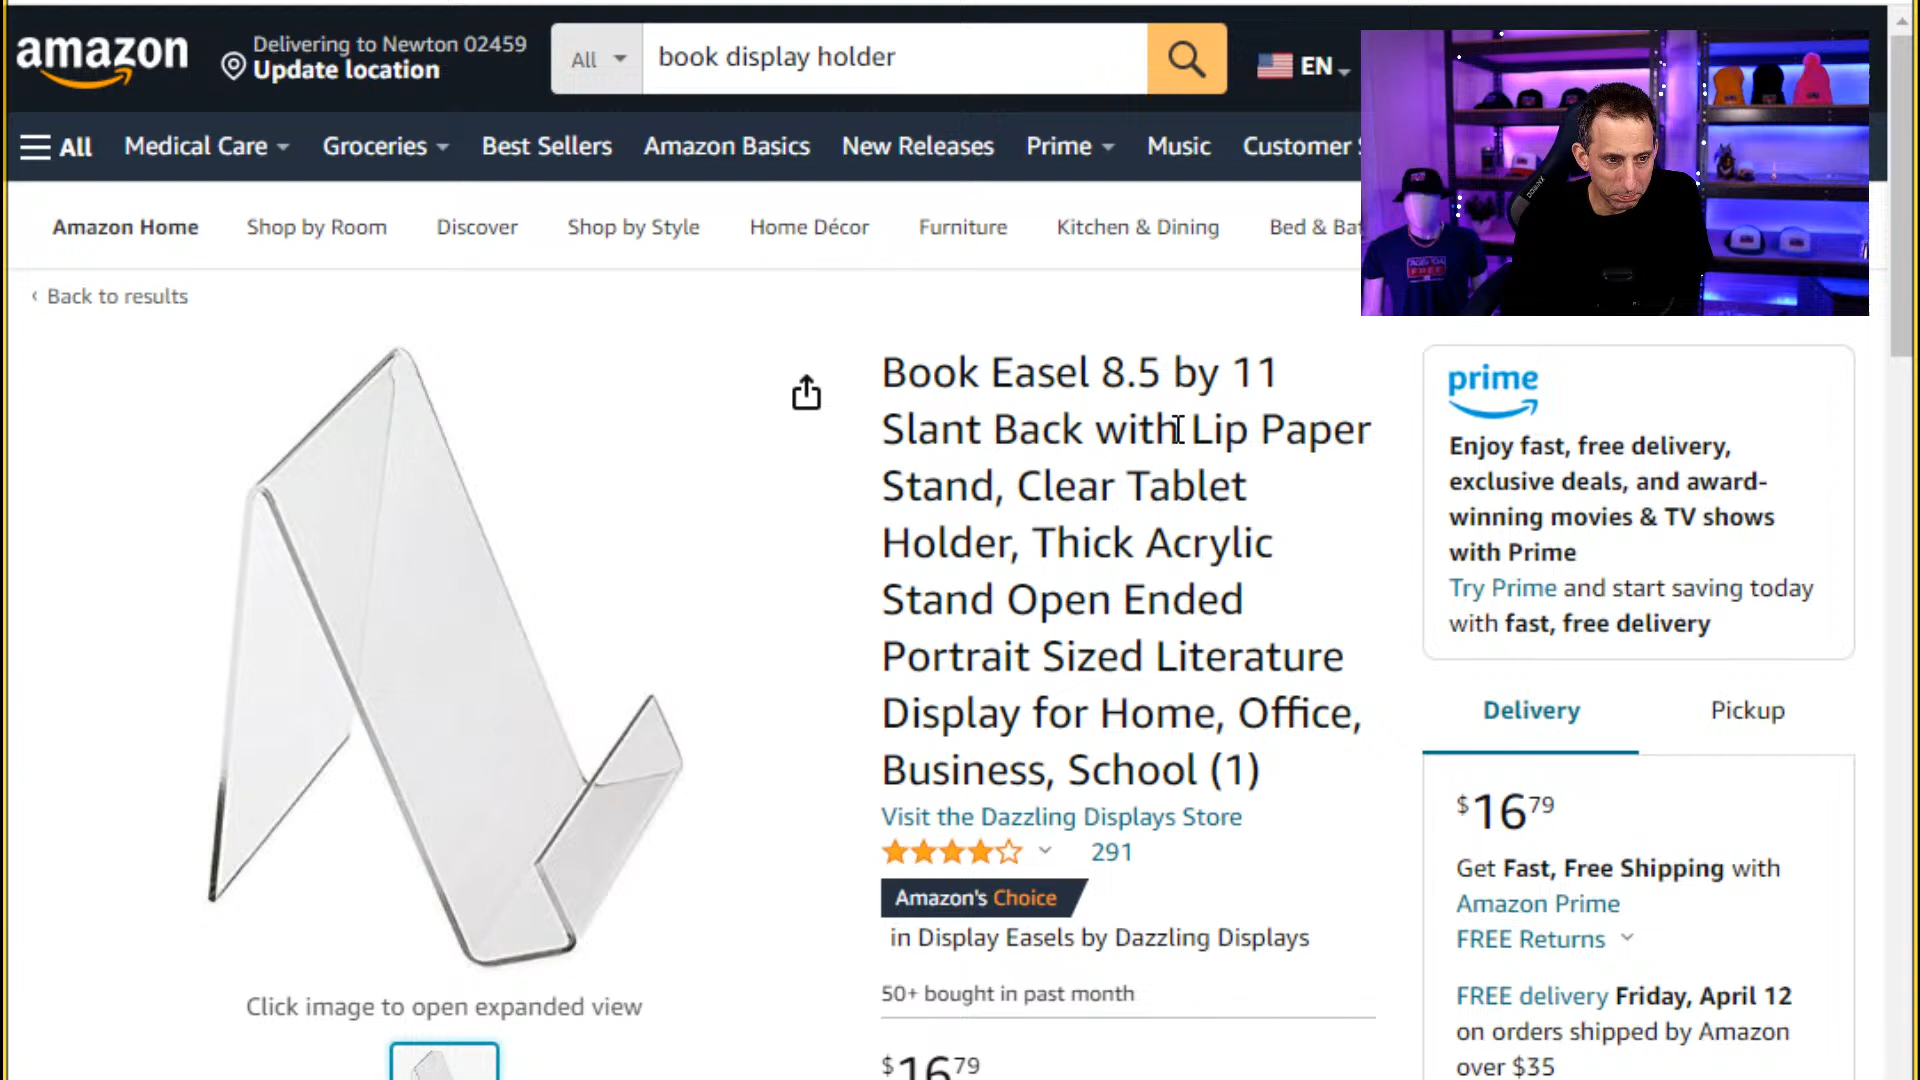 amazon
Delivering to Newton 02459
Update location
All
book display holder
EN
All
Medical Care
Groceries
Best Sellers
Amazon Basics
New Releases
Prime
Music
Customer
Amazon Home
Shop by Room
Discover
Shop by Style
Home Décor
Furniture
Kitchen & Dining
Bed &
‹ Back to results
Click image to open expanded view
Book Easel 8.5 by 11
Slant Back with Lip Paper
Stand, Clear Tablet
Holder, Thick Acrylic
Stand Open Ended
Portrait Sized Literature
Display for Home, Office,
Business, School (1)
Visit the Dazzling Displays Store
291
Amazon's Choice
in Display Easels by Dazzling Displays
50+ bought in past month
$16 79
prime
Enjoy fast, free delivery,
exclusive deals, and award-
winning movies & TV shows
with Prime
Try Prime and start saving today
with fast, free delivery
Delivery
Pickup
$16 79
Get Fast, Free Shipping with
Amazon Prime
FREE Returns
FREE delivery Friday, April 12
on orders shipped by Amazon
over $35